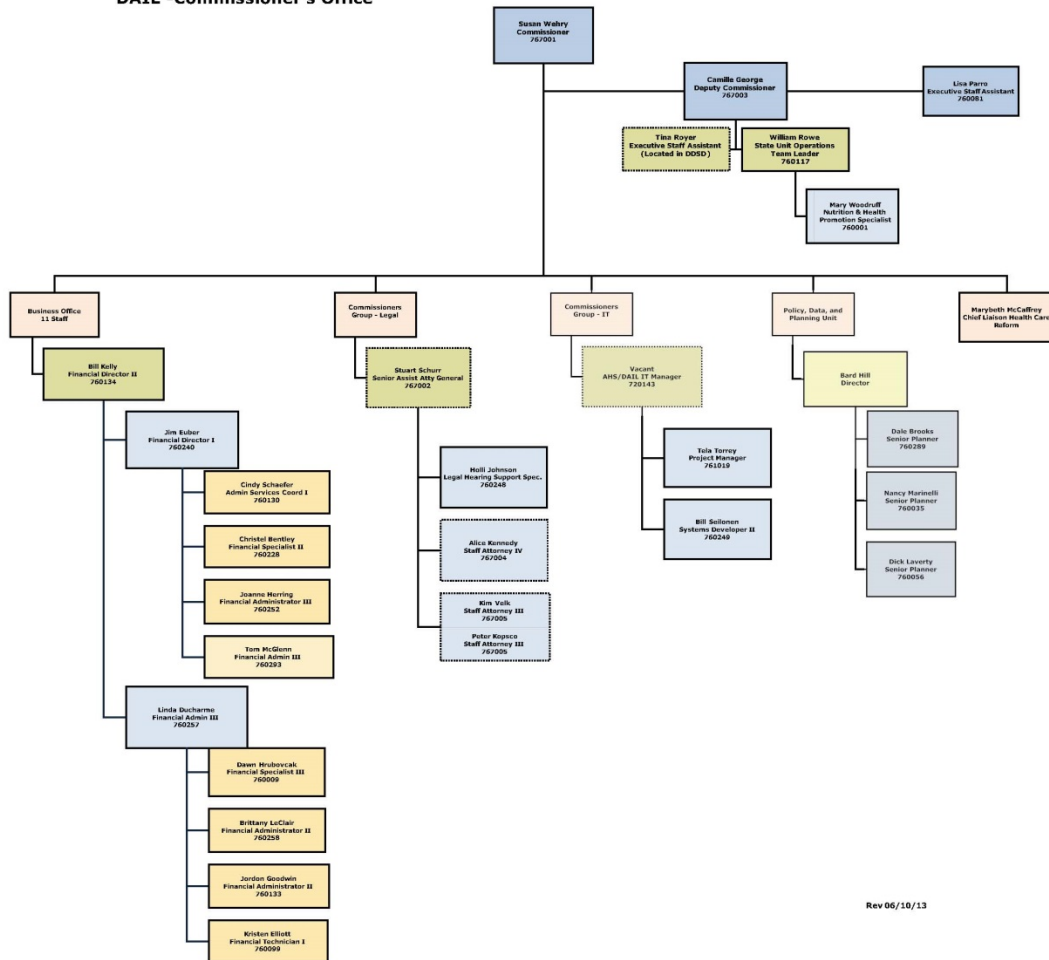 DAIL -Commissioner's Office
Susan Wehry
Commissioner
767001
Camille George
Deputy Commissioner
767003
Lisa Parro
Executive Staff Assistant
760081
Tina Royer
Executive Staff Assistant
(Located in DDSD)
William Rowe
State Unit Operations
Team Leader
760117
Mary Woodruff
Nutrition & Health
Promotion Specialist
760001
Business Office
11 Staff
Commissioners
Group - Legal
Commissioners
Group - IT
Policy, Data, and
Planning Unit
Marybeth McCaffrey
Chief Liaison Health Care
Reform
Bill Kelly
Financial Director II
760134
Stuart Schurr
Senior Assist Atty General
767002
Vacant
AHS/DAIL IT Manager
720143
Bard Hill
Director
Jim Euber
Financial Director I
760240
Cindy Schaefer
Admin Services Coord I
760130
Christel Bentley
Financial Specialist II
760228
Joanne Herring
Financial Administrator III
760252
Tom McGlenn
Financial Admin III
760293
Linda Ducharme
Financial Admin III
760257
Dawn Hrubovcak
Financial Specialist III
760009
Brittany LeClair
Financial Administrator II
760258
Jordon Goodwin
Financial Administrator II
760133
Kristen Elliott
Financial Technician I
760099
Holli Johnson
Legal Hearing Support Spec.
760248
Alice Kennedy
Staff Attorney IV
767004
Kim Velk
Staff Attorney III
767005
Peter Kopsco
Staff Attorney III
767005
Tela Torrey
Project Manager
761019
Bill Seilonen
Systems Developer II
760249
Dale Brooks
Senior Planner
760289
Nancy Marinelli
Senior Planner
760035
Dick Laverty
Senior Planner
760056
Rev 06/10/13